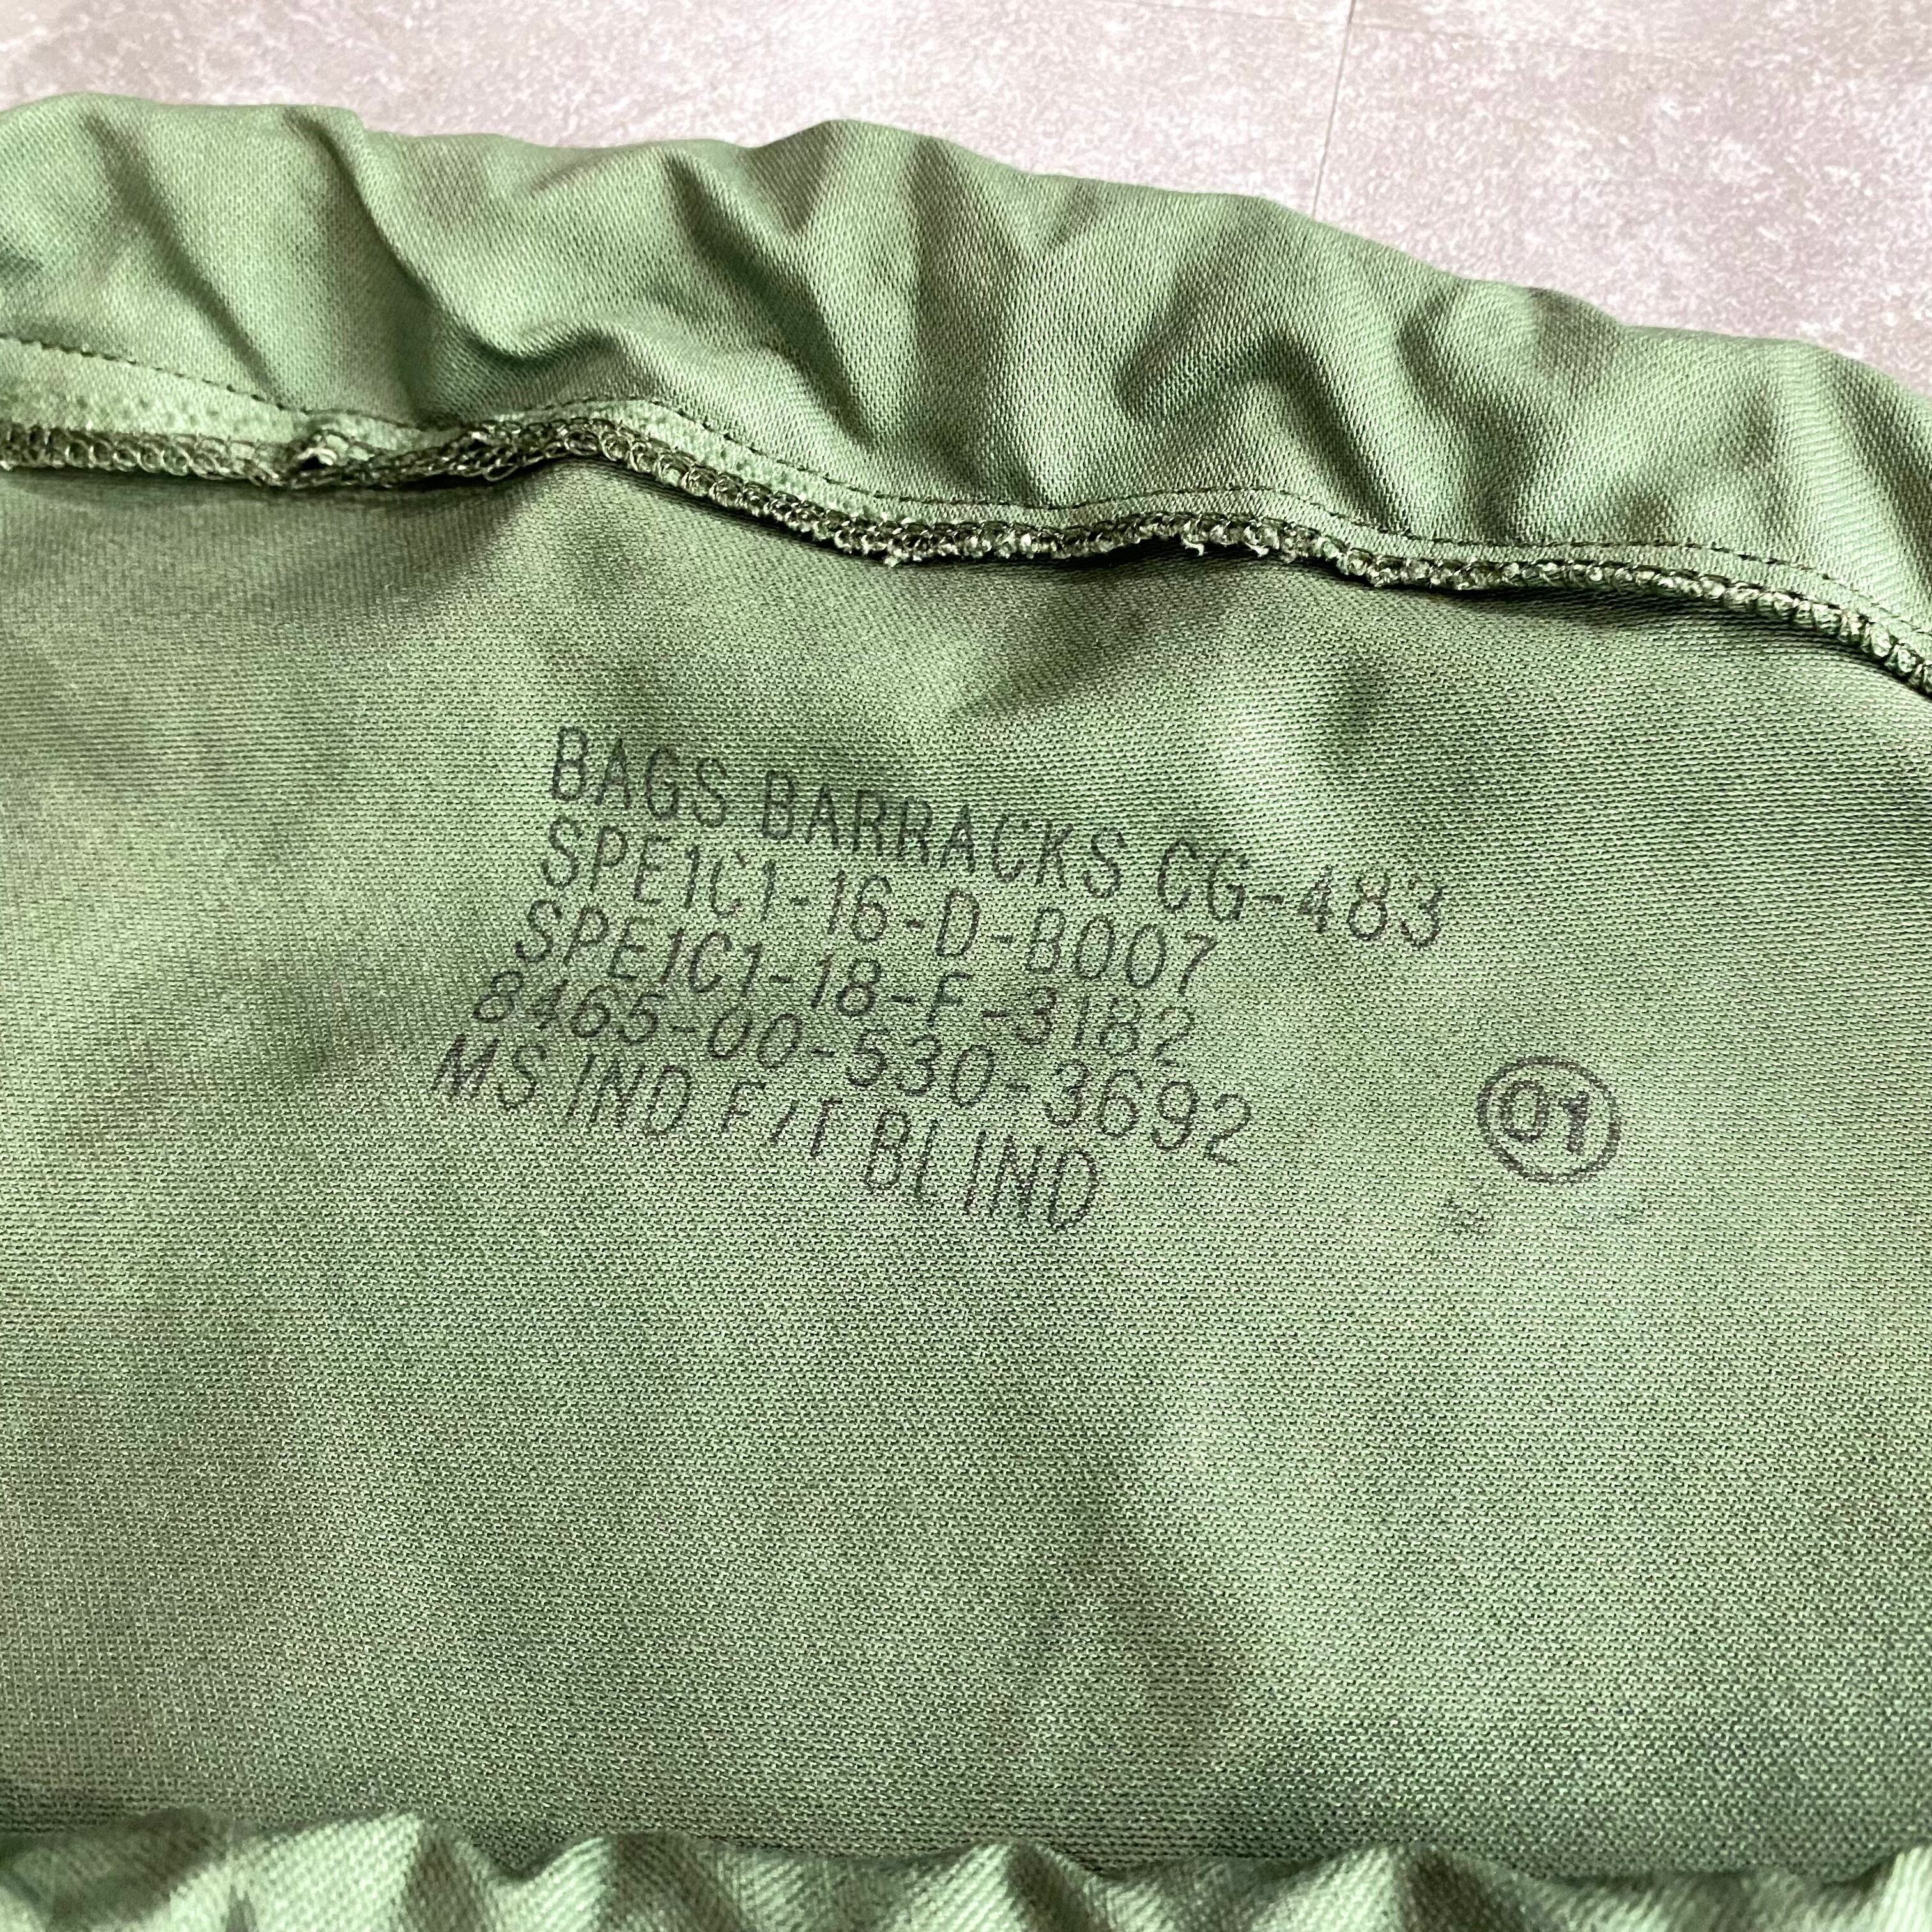 BAGS BARRACKS CG-483
SPE1C1-16-D-B007
SPE1C1-18-F-3182
8465-00-530-3692
MS IND F/T BLIND
01